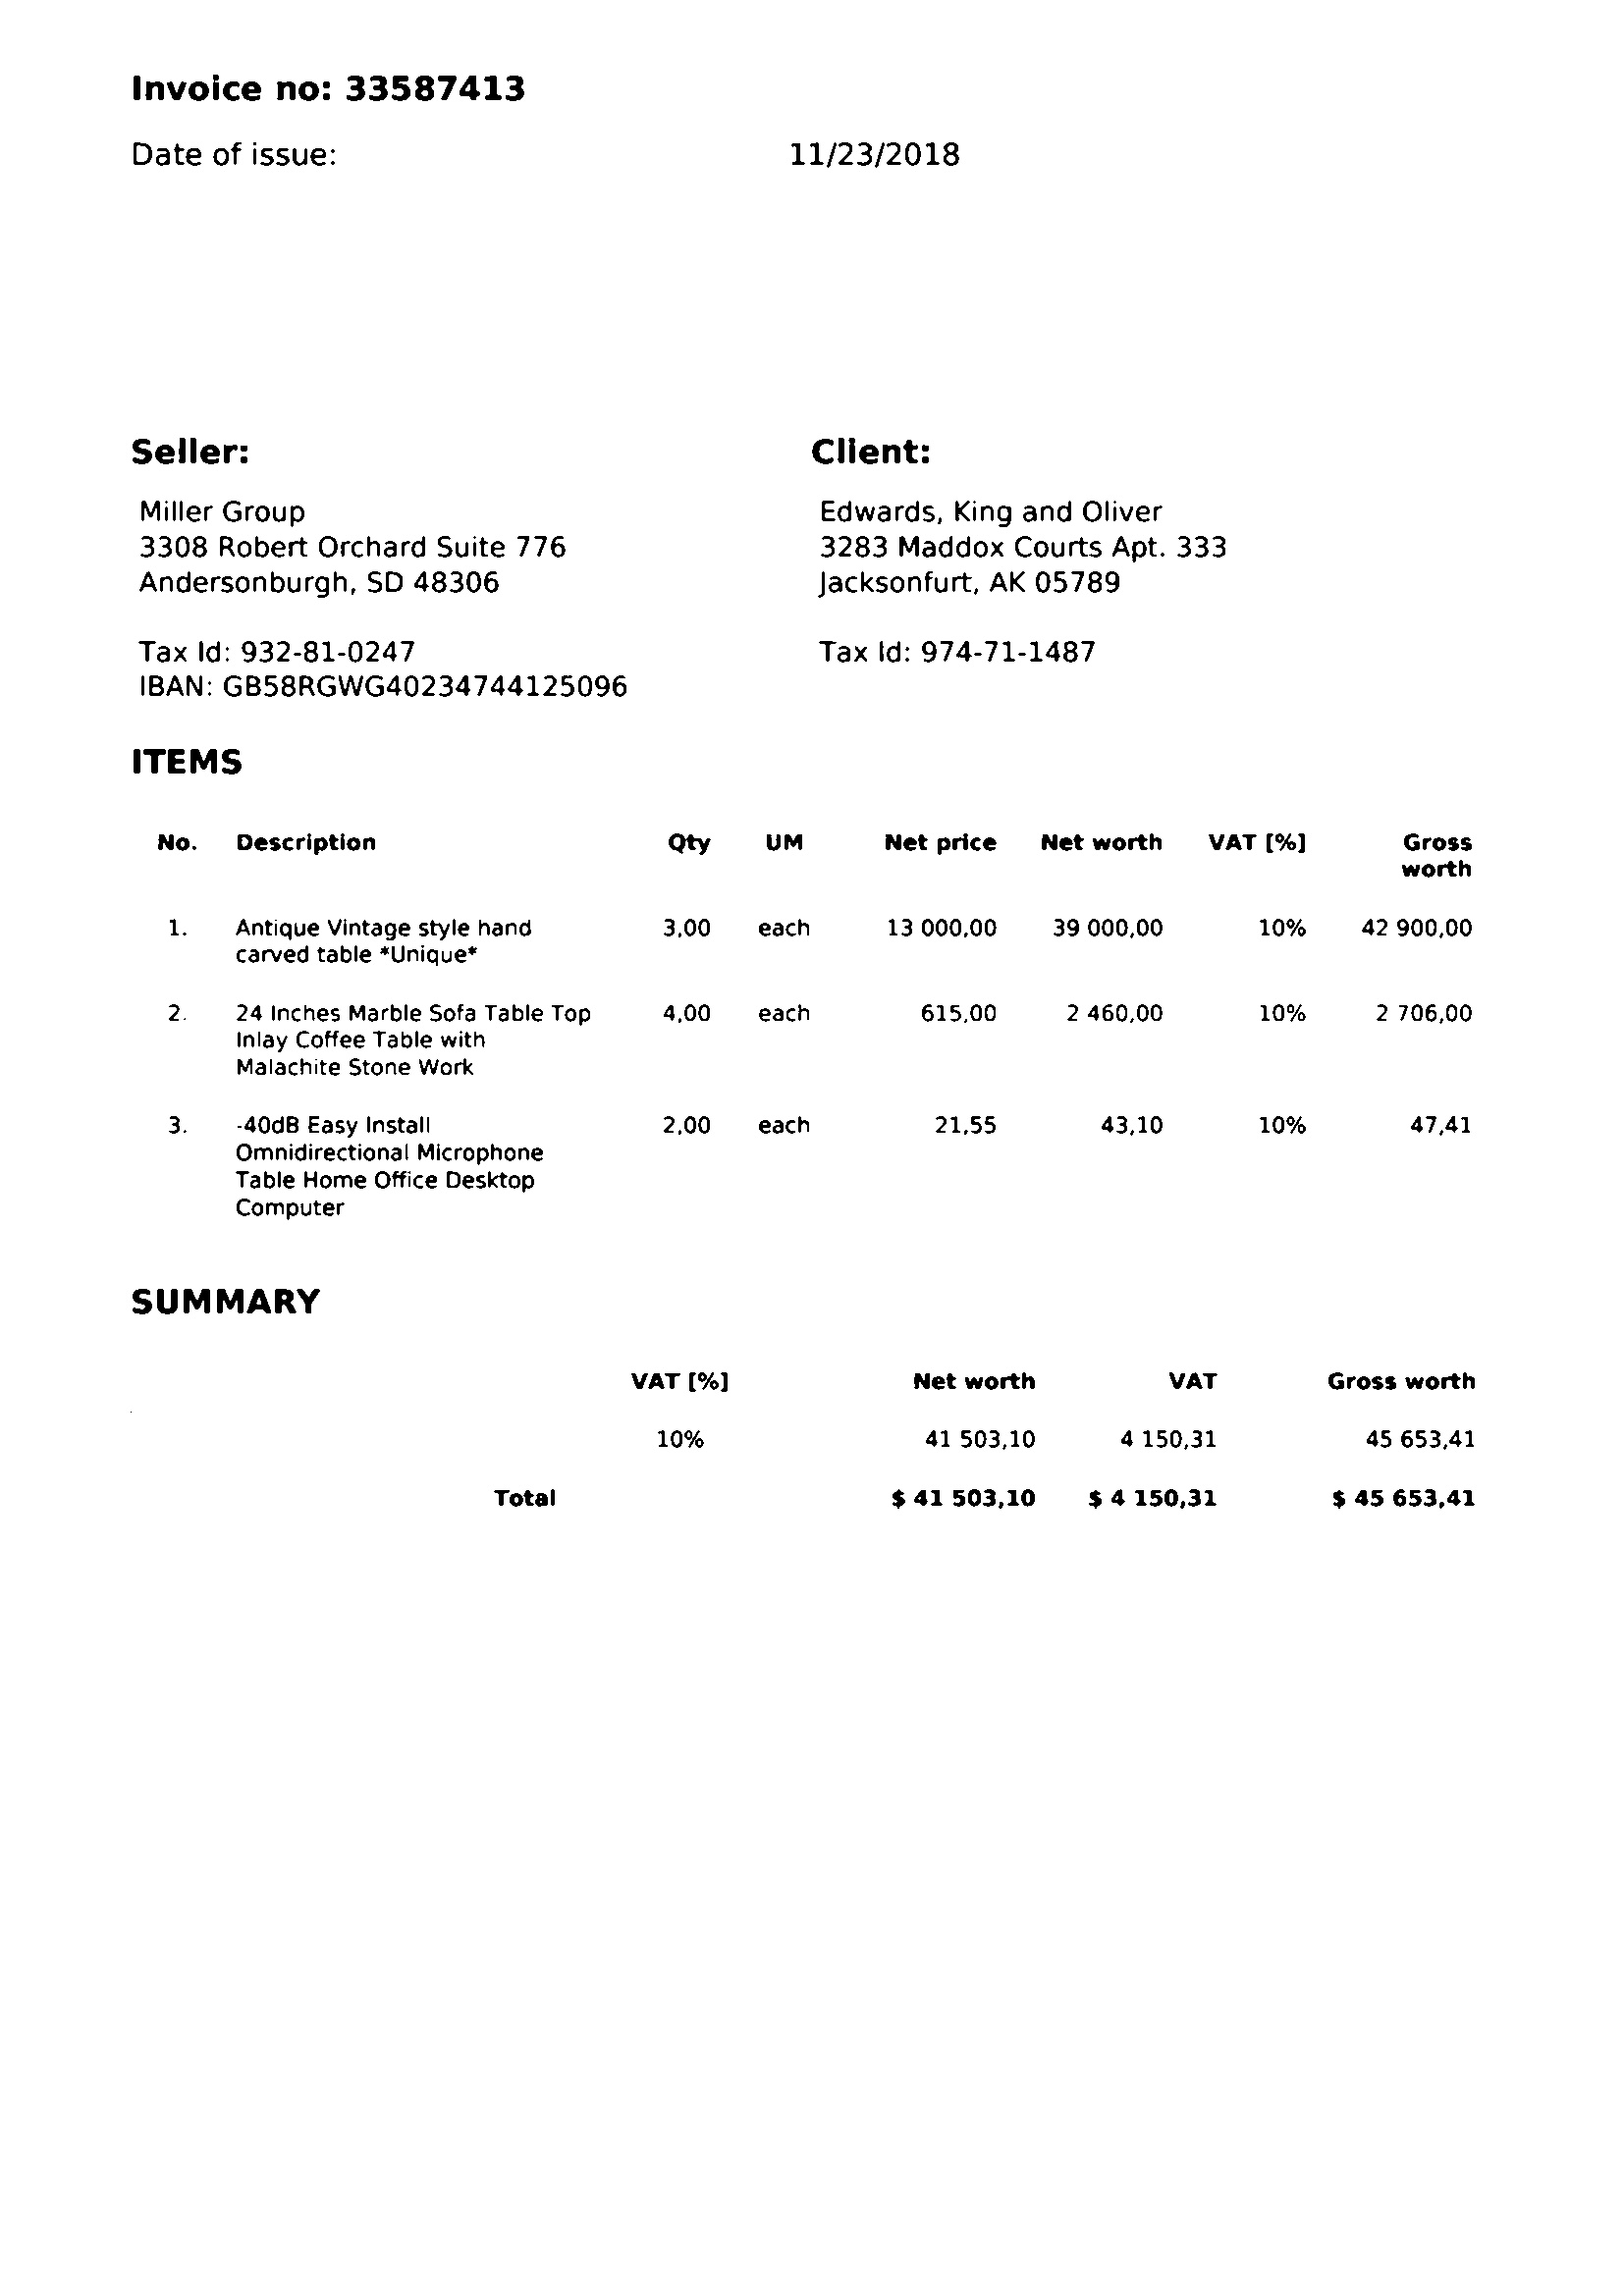 Invoice no: 33587413
Date of issue: 11/23/2018
Seller: Client:
Miller Group Edwards, King and Oliver
3308 Robert Orchard Suite 776 3283 Maddox Courts Apt. 333
Andersonburgh, SD 48306 Jacksonfurt, AK 05789
Tax Id: 932-81-0247 Tax Id: 974-71-1487
IBAN: GB58RGWG40234744125096
ITEMS
No. Description Qty UM Net price Net worth VAT [%] Gross
worth
1. Antique Vintage style hand 3,00 each 13 000,00 39 000,00 10% 42 900,00
carved table *Unique*
2. 24 Inches Marble Sofa Table Top 4,00 each 615,00 2 460,00 10% 2 706,00
Inlay Coffee Table with
Malachite Stone Work
3. -40dB Easy Install 2,00 each 21,55 43,10 10% 47,41
Omnidirectional Microphone
Table Home Office Desktop
Computer
SUMMARY
VAT [%] Net worth VAT Gross worth
10% 41 503,10 4 150,31 45 653,41
Total $ 41 503,10 $ 4 150,31 $ 45 653,41